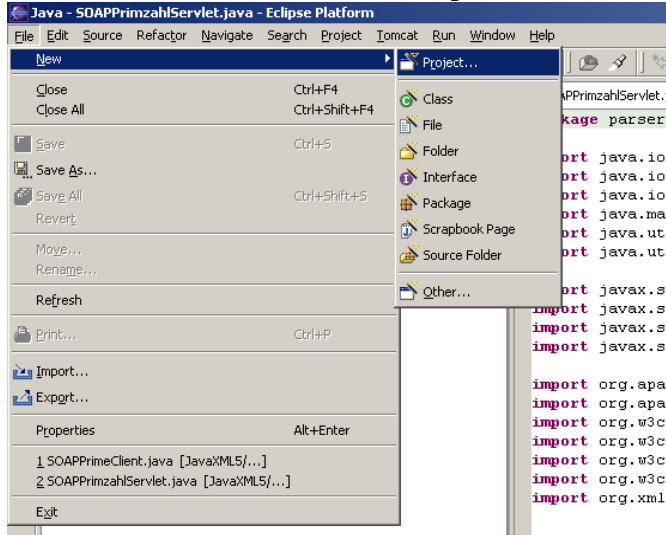 Java - SOAPPrimzahlServlet.java - Eclipse Platform
File Edit Source Refactor Navigate Search Project Tomcat Run Window Help
New
Close Ctrl+F4
Close All Ctrl+Shift+F4
Save Ctrl+S
Save As...
Save All Ctrl+Shift+S
Revert
Move...
Rename...
Refresh
Print... Ctrl+P
Import...
Export...
Properties Alt+Enter
1 SOAPPrimeClient.java [JavaXML5/...]
2 SOAPPrimzahlServlet.java [JavaXML5/...]
Exit
Project...
Class
File
Folder
Interface
Package
Scrapbook Page
Source Folder
Other...
APPrimzahlServlet.
kage parser
ort java.io
ort java.io
ort java.io
ort java.ma
ort java.ut
ort java.ut
ort javax.s
import javax.s
import javax.s
import javax.s
import org.apa
import org.apa
import org.w3c
import org.w3c
import org.w3c
import org.w3c
import org.xml